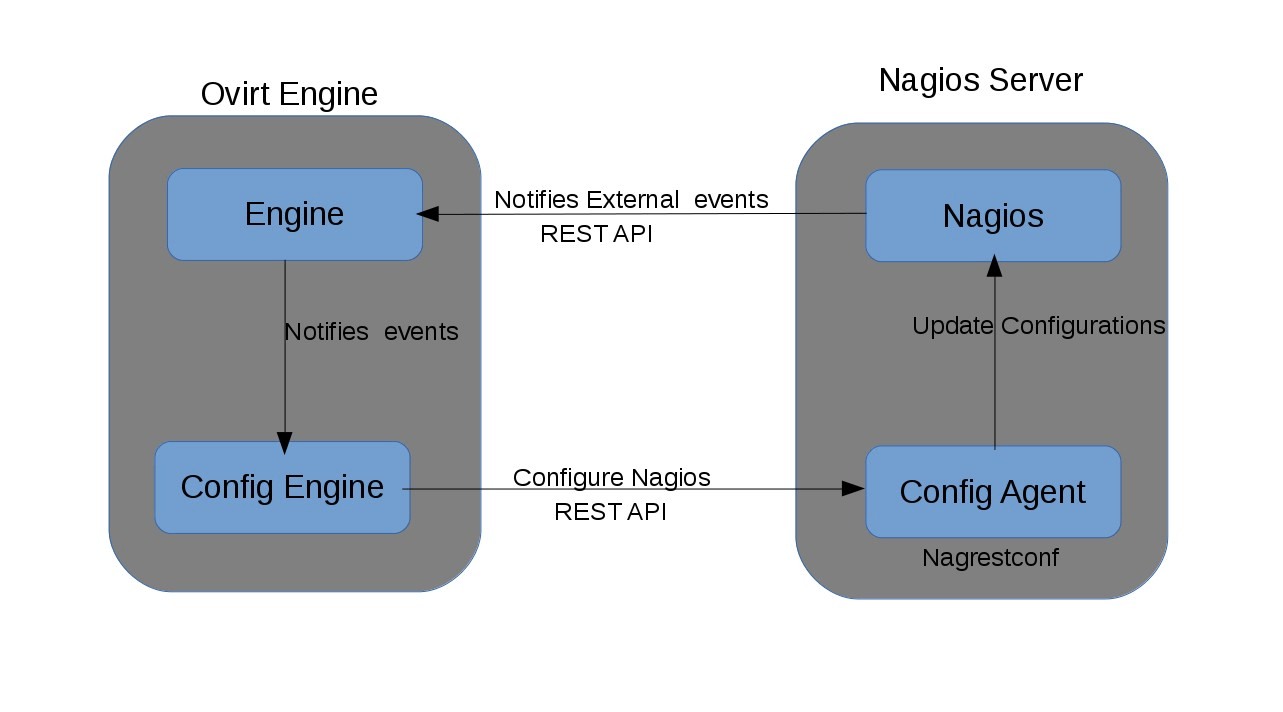 Ovirt Engine
Nagios Server
Engine
Notifies External  events
REST API
Nagios
Notifies  events
Update Configurations
Config Engine
Configure Nagios
REST API
Config Agent
Nagrestconf